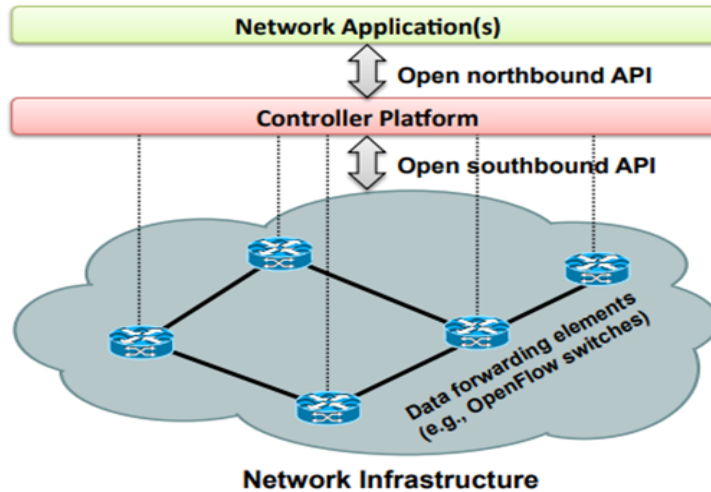 Network Application(s)
Open northbound API
Controller Platform
Open southbound API
Data forwarding elements
(e.g., OpenFlow switches)
Network Infrastructure